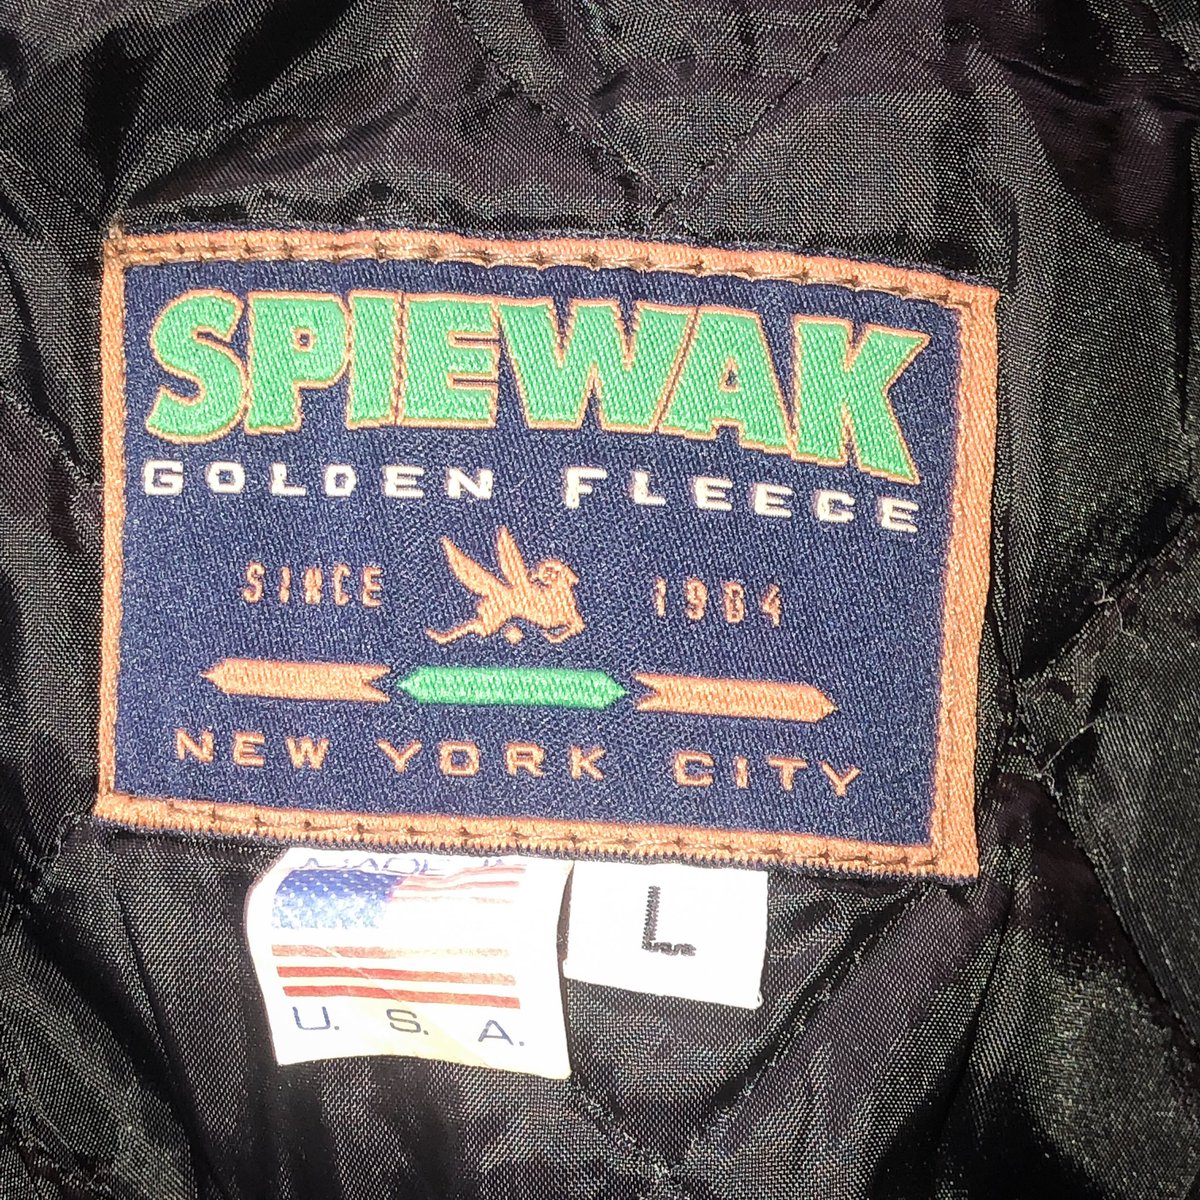 SPIEWAK
GOLDEN FLEECE
SINCE 1904
NEW YORK CITY
L
U. S. A.